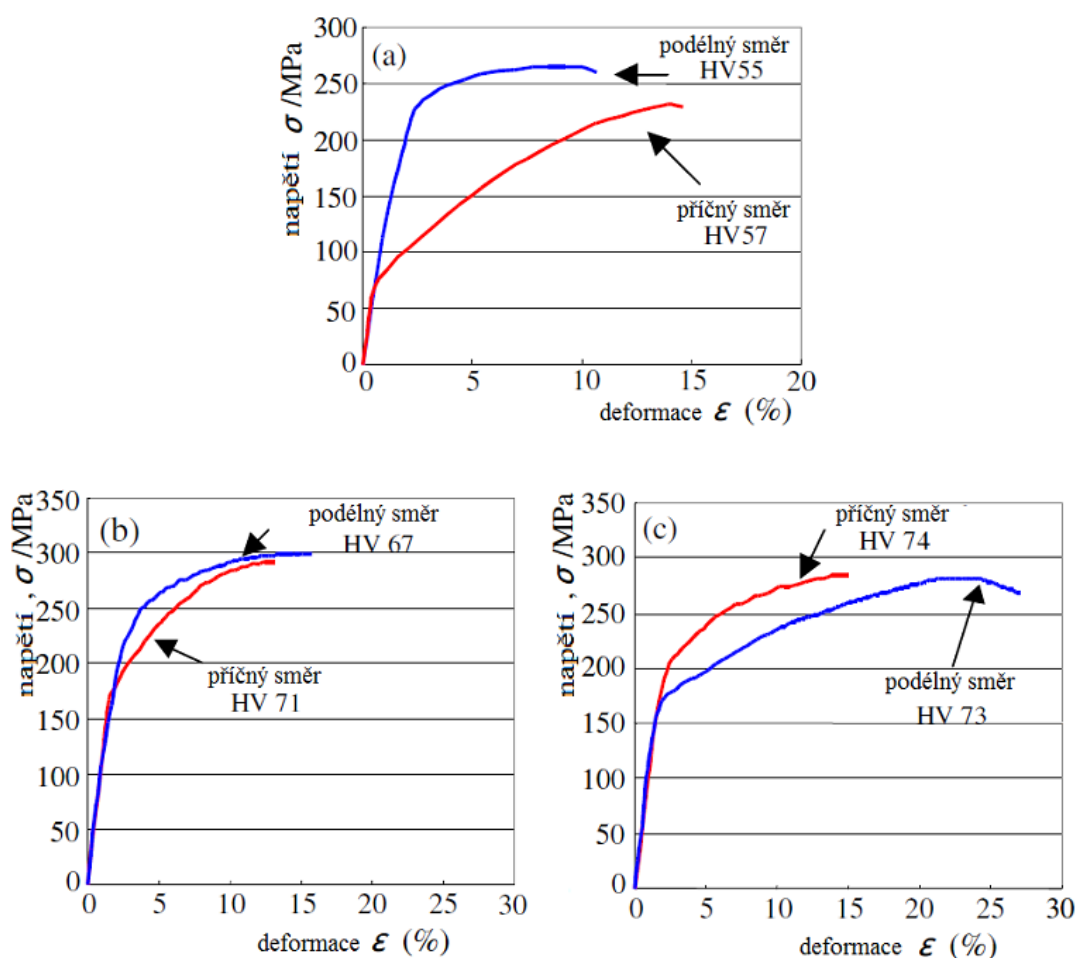 300
250
200
150
100
50
0
napětí σ /MPa
(a)
podélný směr
HV55
příčný směr
HV57
0
5
10
15
20
deformace ε (%)
350
300
250
200
150
100
50
0
napětí , σ /MPa
(b)
podélný směr
HV 67
příčný směr
HV 71
0
5
10
15
20
25
30
deformace ε (%)
350
300
250
200
150
100
50
0
napětí , σ /MPa
(c)
příčný směr
HV 74
podélný směr
HV 73
0
5
10
15
20
25
30
deformace ε (%)